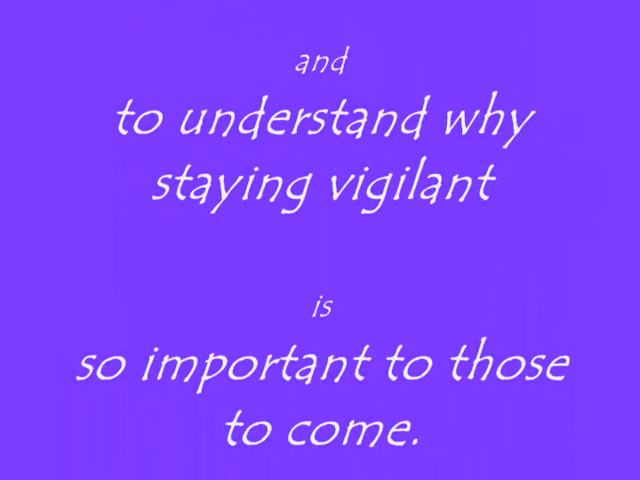 and
to understand why
staying vigilant
is
so important to those
to come.